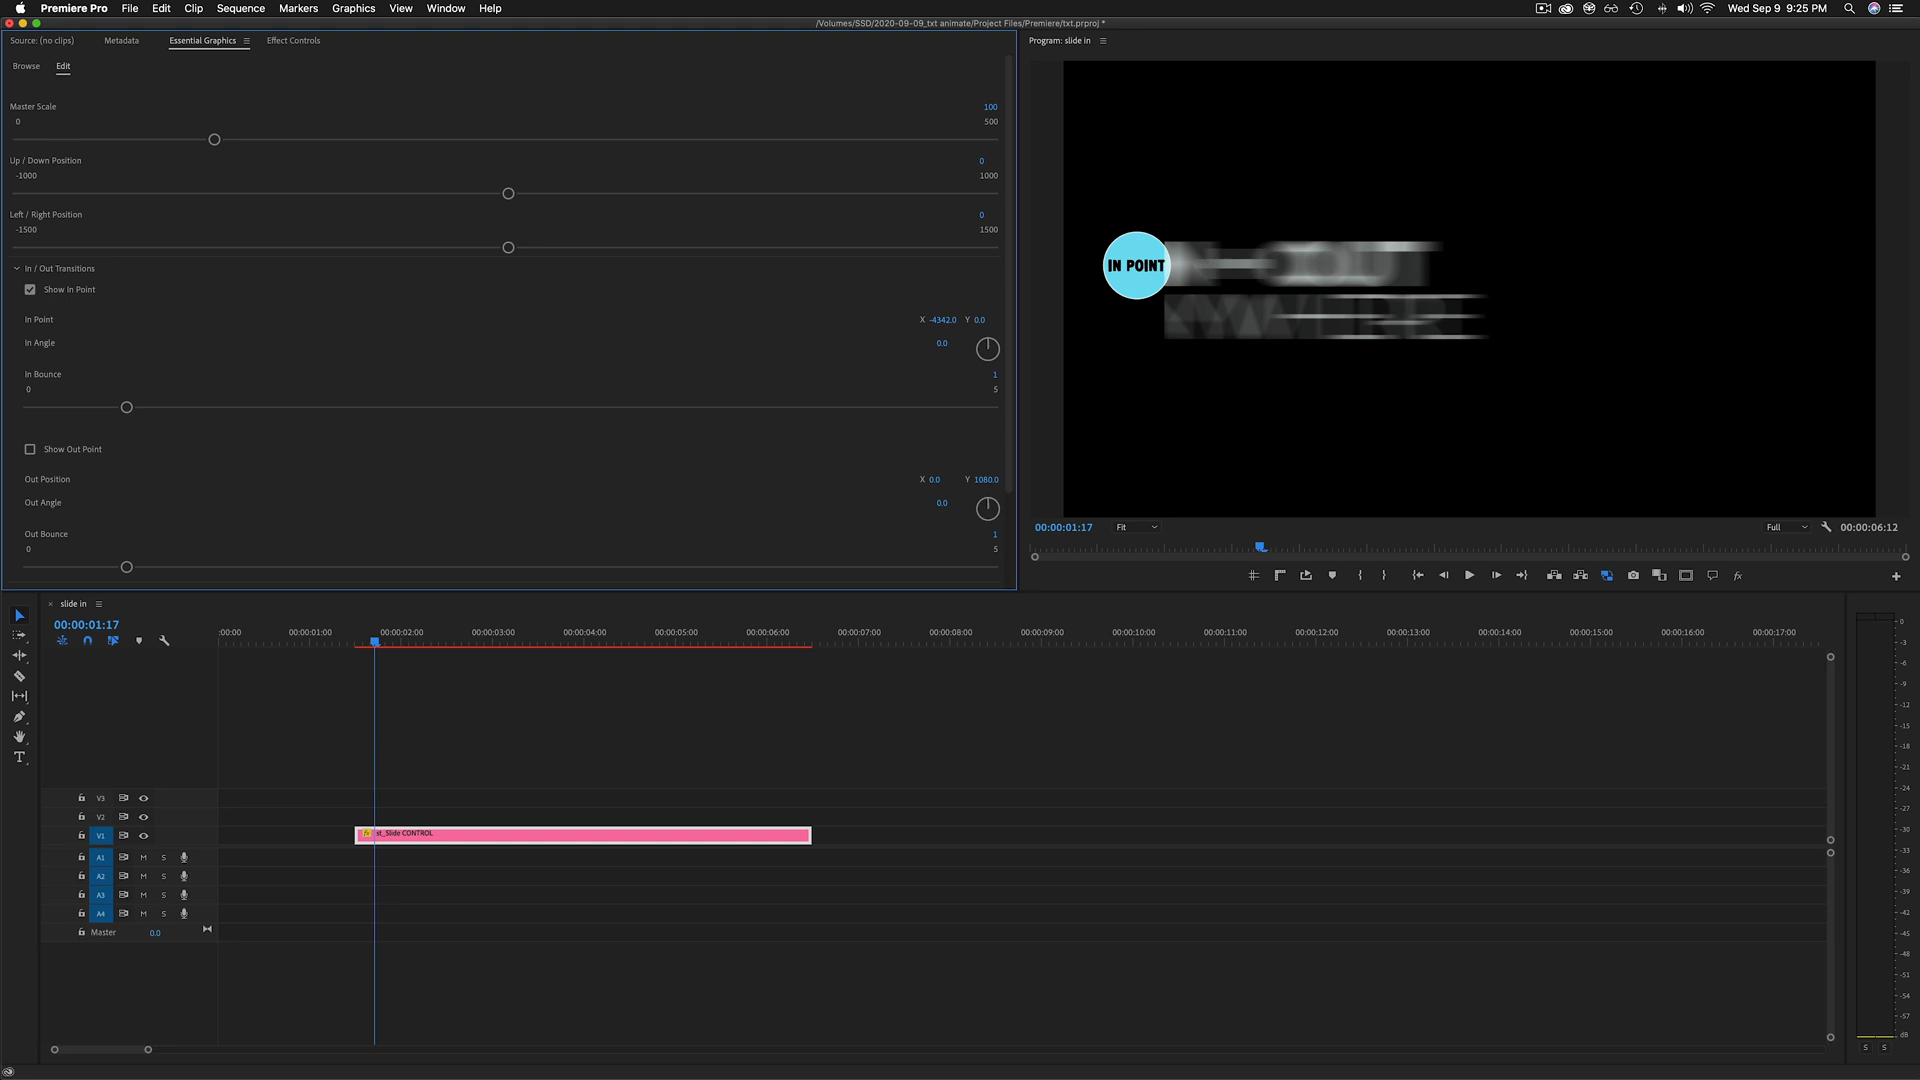 Premiere Pro File Edit Clip Sequence Markers Graphics View Window Help
Wed Sep 9 9:25 PM
/Volumes/SSD/2020-09-09_txt animate/Project Files/Premiere/txt.prproj *
Source: (no clips) Metadata Essential Graphics Effect Controls
Program: slide in
Browse Edit
Master Scale 100
0 500
Up / Down Position 0
-1000 1000
Left / Right Position 0
-1500 1500
In / Out Transitions
Show In Point
In Point X -4342.0 Y 0.0
In Angle 0.0
In Bounce 1
0 5
Show Out Point
Out Position X 0.0 Y 1080.0
Out Angle 0.0
Out Bounce 1
0 5
IN POINT
00:00:01:17 Fit Full 00:00:06:12
fx
slide in
00:00:01:17
:00:00 00:00:01:00 00:00:02:00 00:00:03:00 00:00:04:00 00:00:05:00 00:00:06:00 00:00:07:00 00:00:08:00 00:00:09:00 00:00:10:00 00:00:11:00 00:00:12:00 00:00:13:00 00:00:14:00 00:00:15:00 00:00:16:00 00:00:17:00
V3
V2
V1
fx st_Slide CONTROL
A1 M S
A2 M S
A3 M S
A4 M S
Master 0.0
0
-3
-6
-9
-12
-15
-18
-21
-24
-27
-30
-33
-36
-39
-42
-45
-48
-51
-54
-57
dB
S S